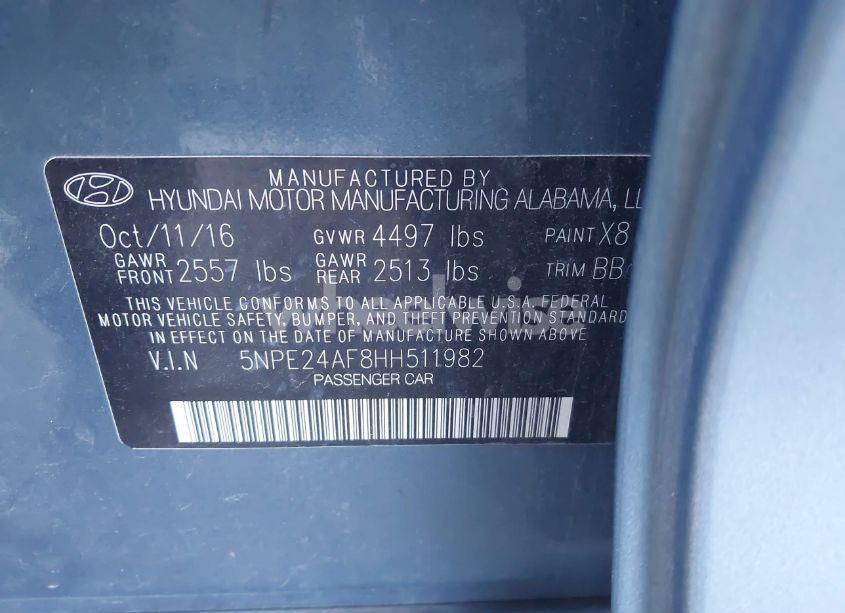 MANUFACTURED BY
HYUNDAI MOTOR MANUFACTURING ALABAMA, LL
Oct/11/16 GVWR 4497 lbs PAINT X8
GAWR FRONT 2557 lbs GAWR REAR 2513 lbs TRIM BB
THIS VEHICLE CONFORMS TO ALL APPLICABLE U.S.A. FEDERAL
MOTOR VEHICLE SAFETY, BUMPER, AND THEFT PREVENTION STANDARD
IN EFFECT ON THE DATE OF MANUFACTURE SHOWN ABOVE
V.I.N 5NPE24AF8HH511982
PASSENGER CAR